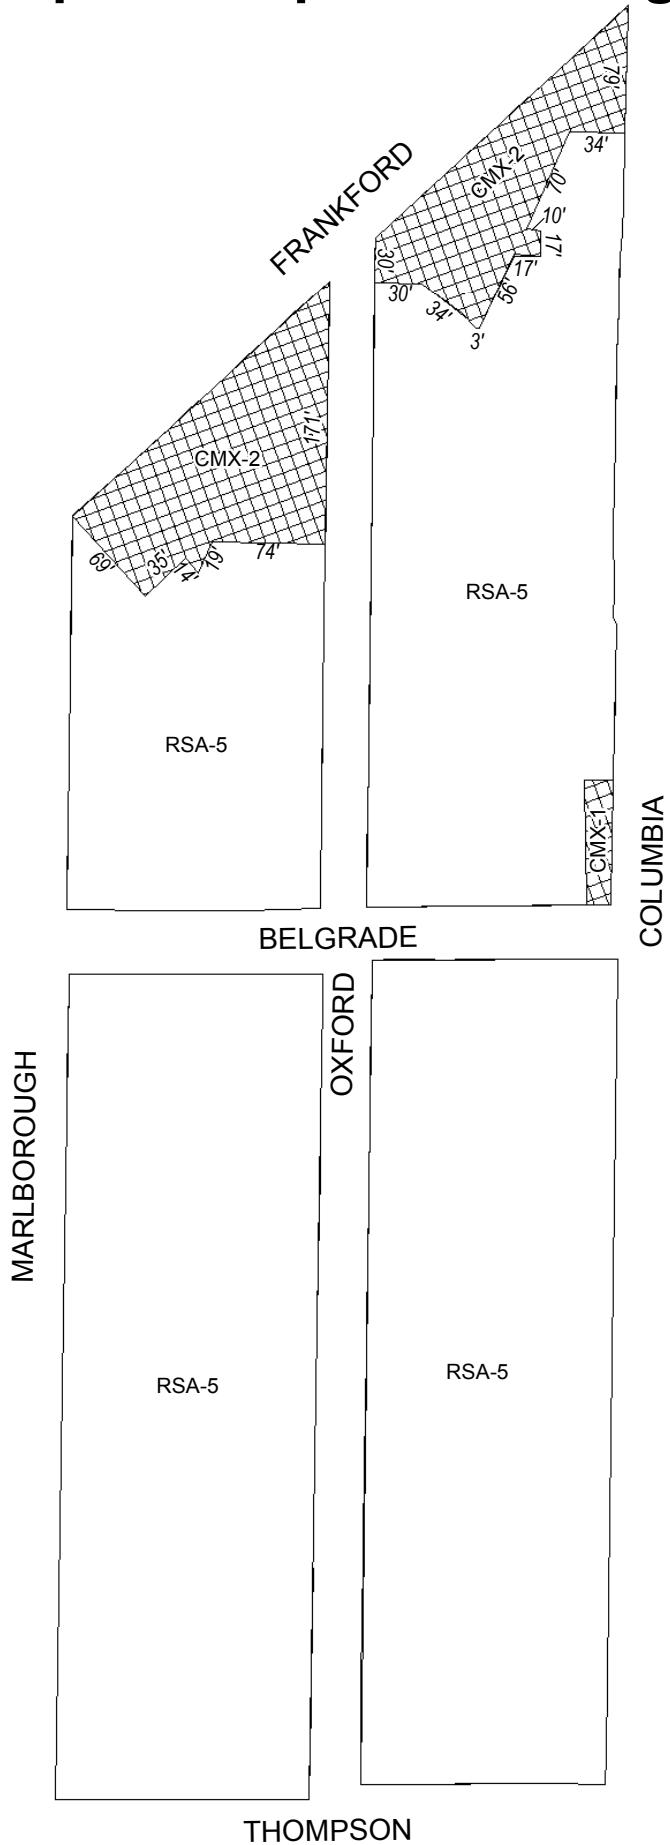 79'
34'
CMX-2
70'
FRANKFORD
10'
17'
30'
17'
30'
56'
34'
3'
171'
CMX-2
69'
35'
14'
19'
74'
RSA-5
RSA-5
CMX-1
COLUMBIA
BELGRADE
OXFORD
MARLBOROUGH
RSA-5
RSA-5
THOMPSON